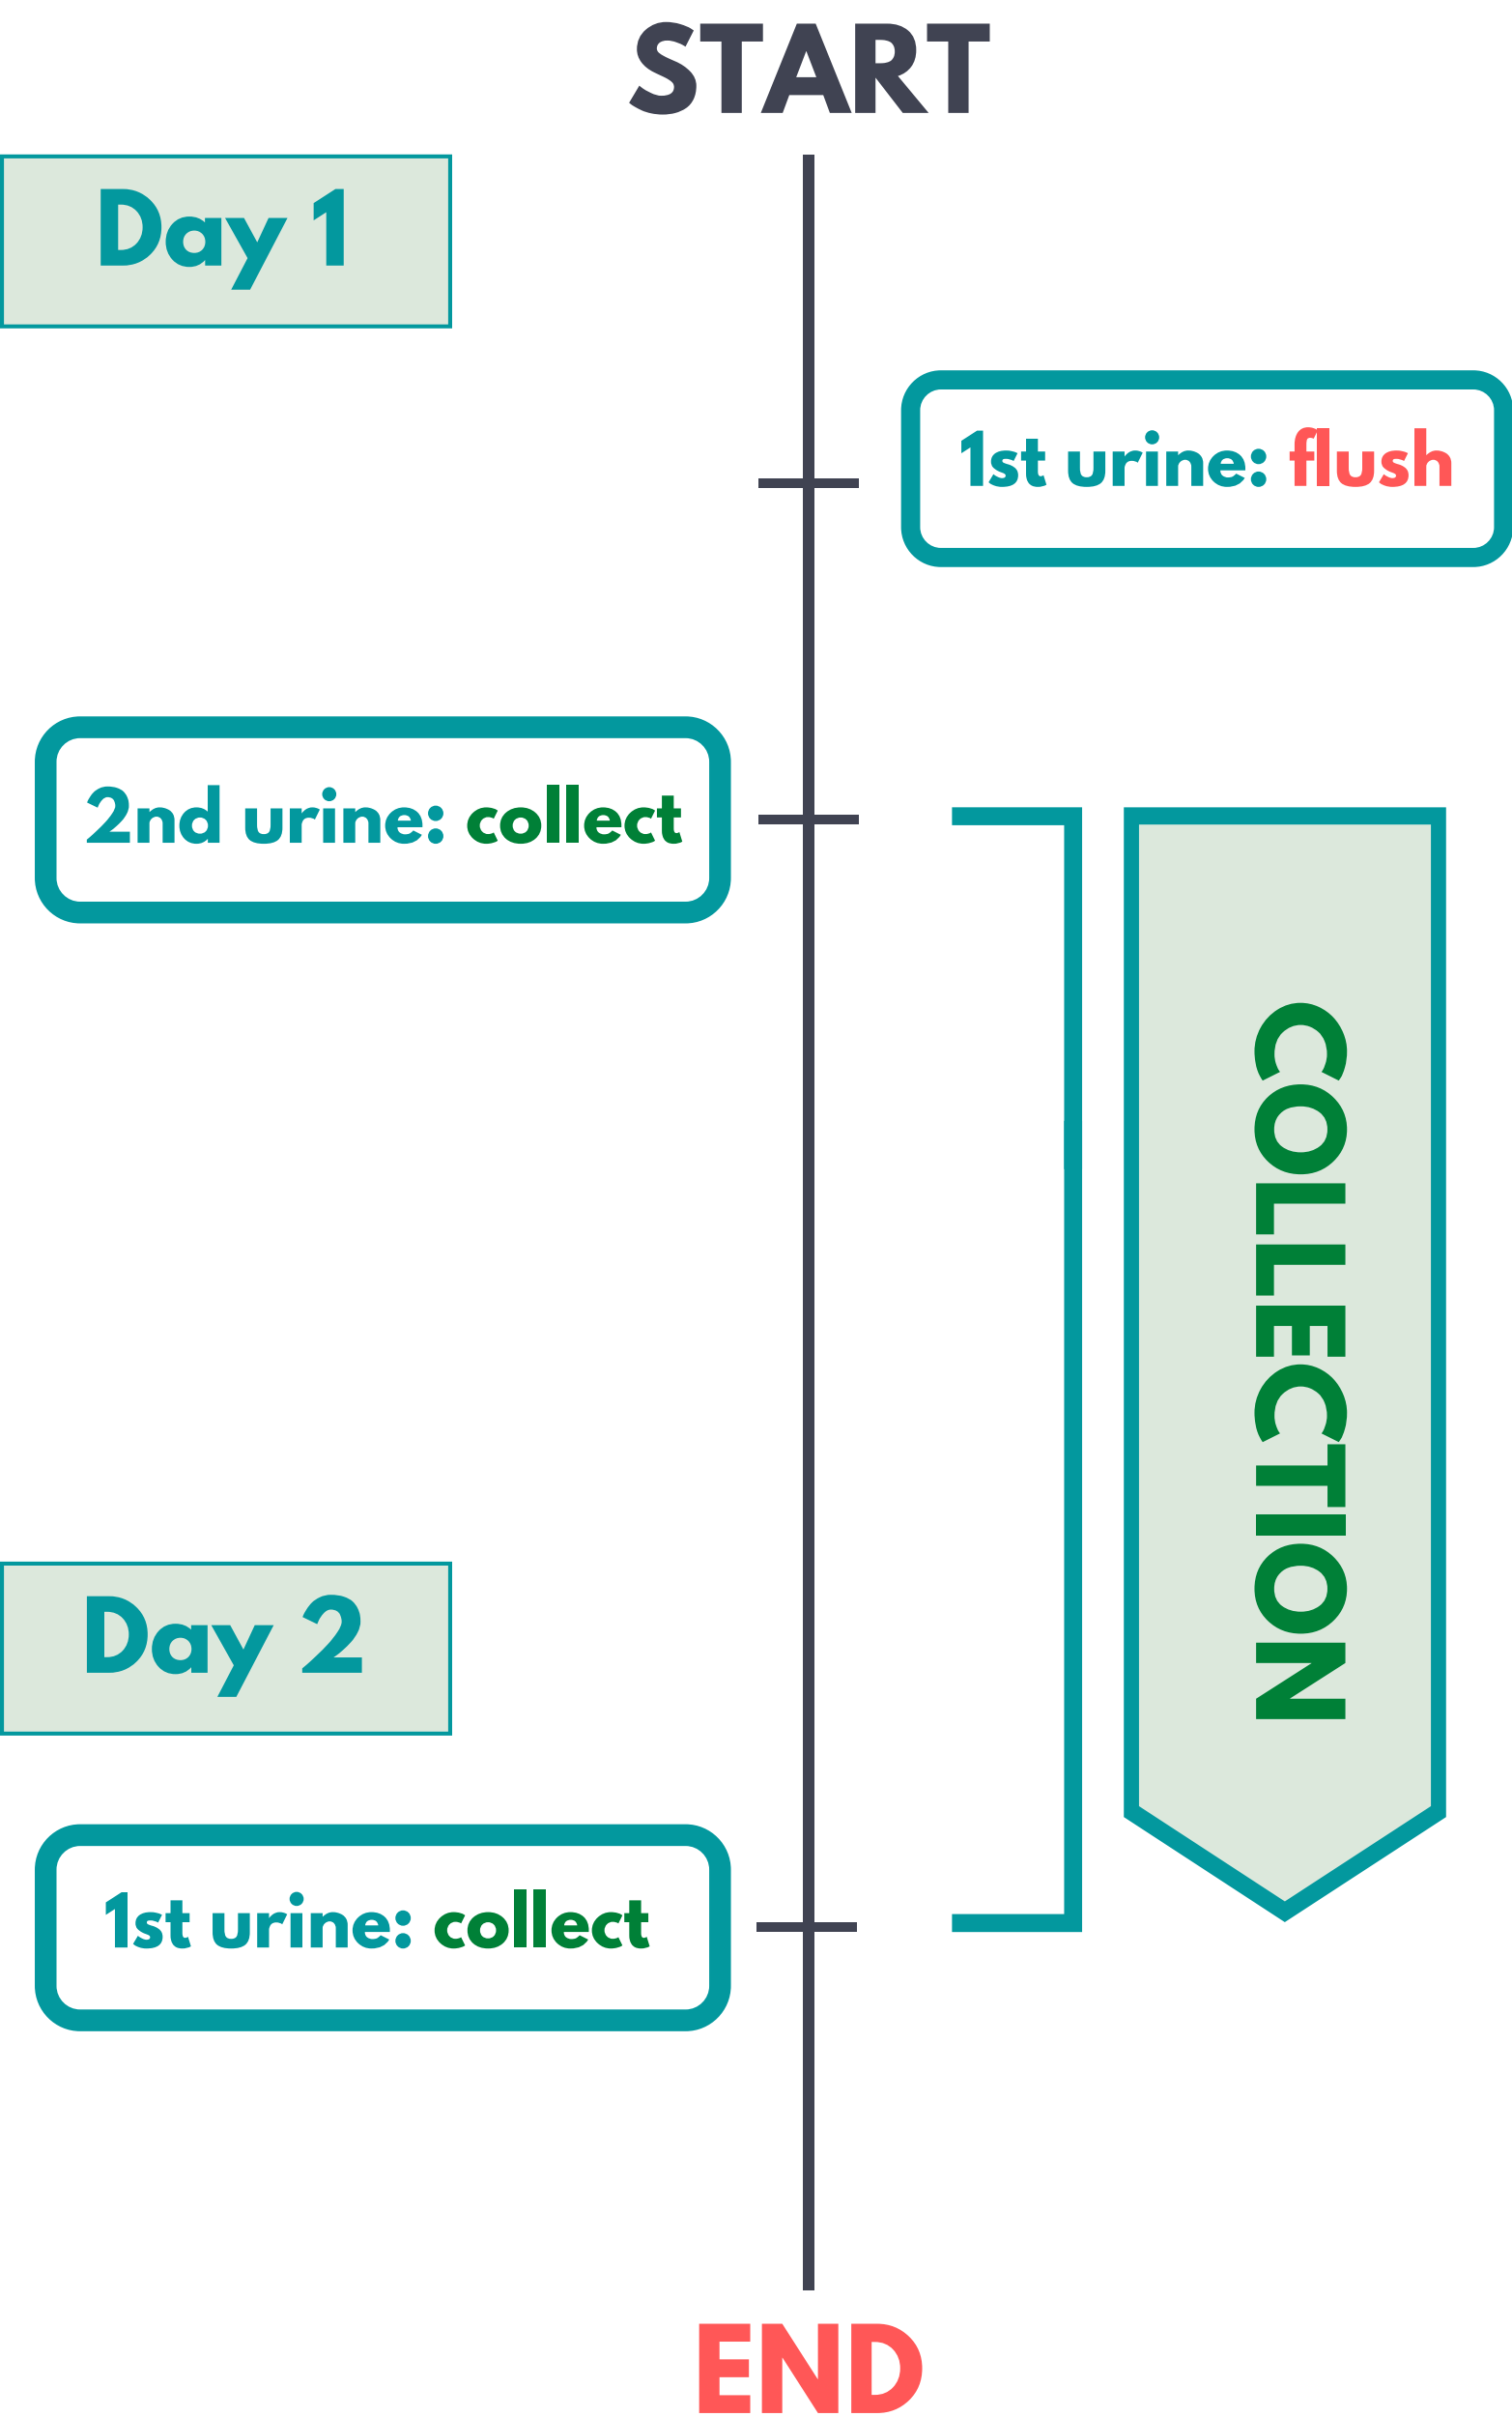 START
Day 1
1st urine: flush
2nd urine: collect
COLLECTION
Day 2
1st urine: collect
END